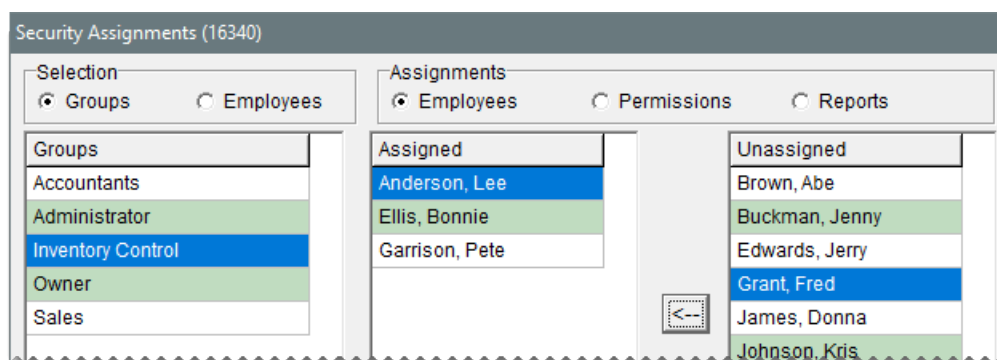 Security Assignments (16340)
Selection
Groups
Employees
Assignments
Employees
Permissions
Reports
Groups
Accountants
Administrator
Inventory Control
Owner
Sales
Assigned
Anderson, Lee
Ellis, Bonnie
Garrison, Pete
<--
Unassigned
Brown, Abe
Buckman, Jenny
Edwards, Jerry
Grant, Fred
James, Donna
Johnson, Kris